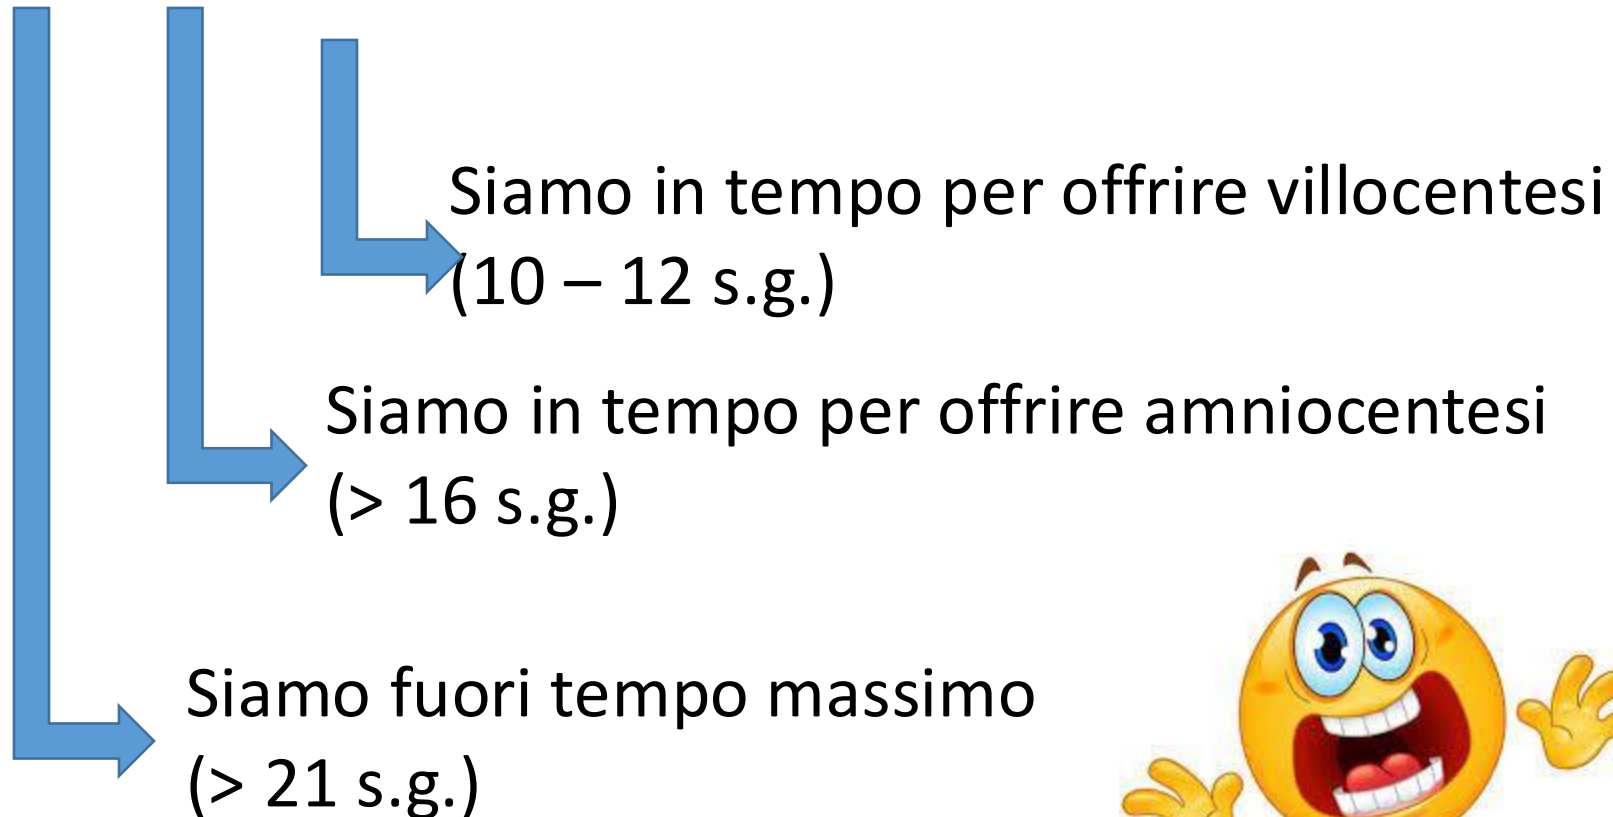 Siamo in tempo per offrire villocentesi
(10 – 12 s.g.)
Siamo in tempo per offrire amniocentesi
(> 16 s.g.)
Siamo fuori tempo massimo
(> 21 s.g.)